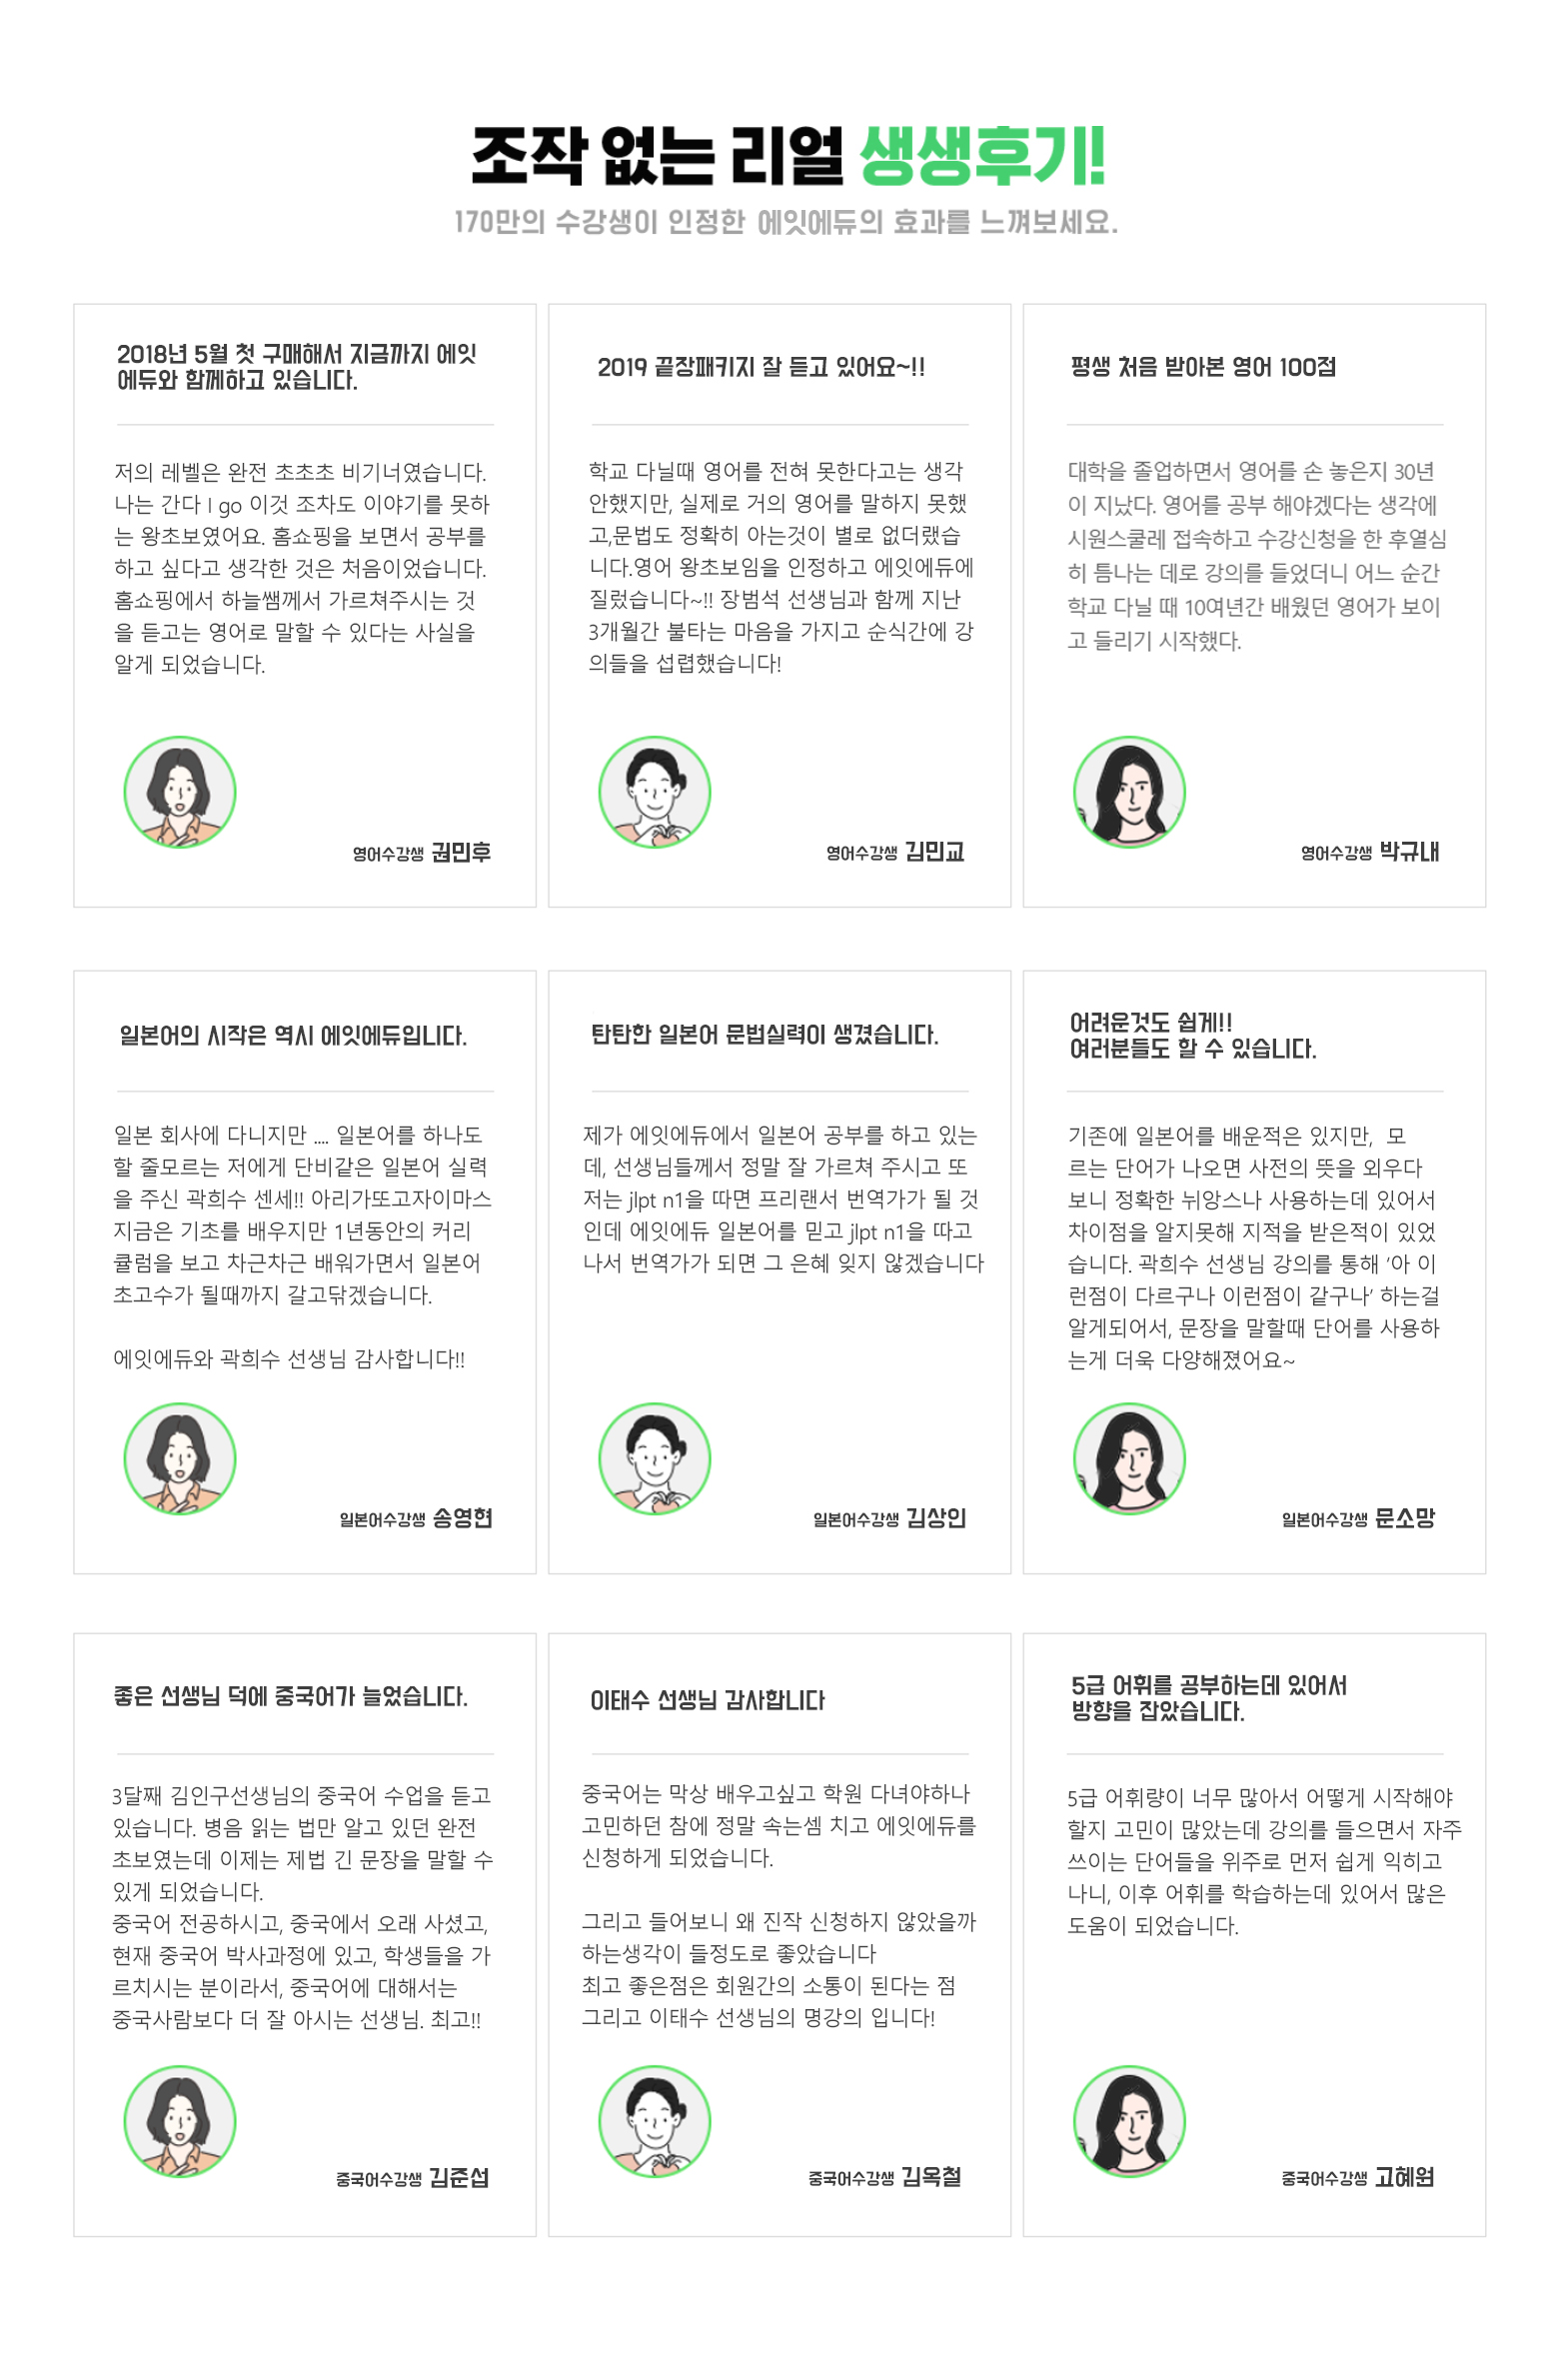 조작 없는 리얼 생생후기!
170만의 수강생이 인정한 에잇에듀의 효과를 느껴보세요.
2018년 5월 첫 구매해서 지금까지 에잇
에듀와 함께하고 있습니다.
저의 레벨은 완전 초초초 비기너였습니다.
나는 간다 I go 이것 조차도 이야기를 못하
는 왕초보였어요. 홈쇼핑을 보면서 공부를
하고 싶다고 생각한 것은 처음이었습니다.
홈쇼핑에서 하늘쌤께서 가르쳐주시는 것
을 듣고는 영어로 말할 수 있다는 사실을
알게 되었습니다.
영어수강생 권민후
2019 끝장패키지 잘 듣고 있어요~!!
학교 다닐때 영어를 전혀 못한다고는 생각
안했지만, 실제로 거의 영어를 말하지 못했
고,문법도 정확히 아는것이 별로 없더랬습
니다.영어 왕초보임을 인정하고 에잇에듀에
질렀습니다~!! 장범석 선생님과 함께 지난
3개월간 불타는 마음을 가지고 순식간에 강
의들을 섭렵했습니다!
영어수강생 김민교
평생 처음 받아본 영어 100점
대학을 졸업하면서 영어를 손 놓은지 30년
이 지났다. 영어를 공부 해야겠다는 생각에
시원스쿨레 접속하고 수강신청을 한 후열심
히 틈나는 데로 강의를 들었더니 어느 순간
학교 다닐 때 10여년간 배웠던 영어가 보이
고 들리기 시작했다.
영어수강생 박규내
일본어의 시작은 역시 에잇에듀입니다.
일본 회사에 다니지만 .... 일본어를 하나도
할 줄모르는 저에게 단비같은 일본어 실력
을 주신 곽희수 센세!! 아리가또고자이마스
지금은 기초를 배우지만 1년동안의 커리
큘럼을 보고 차근차근 배워가면서 일본어
초고수가 될때까지 갈고닦겠습니다.
에잇에듀와 곽희수 선생님 감사합니다!!
일본어수강생 송영현
탄탄한 일본어 문법실력이 생겼습니다.
제가 에잇에듀에서 일본어 공부를 하고 있는
데, 선생님들께서 정말 잘 가르쳐 주시고 또
저는 jlpt n1을 따면 프리랜서 번역가가 될 것
인데 에잇에듀 일본어를 믿고 jlpt n1을 따고
나서 번역가가 되면 그 은혜 잊지 않겠습니다
일본어수강생 김상인
어려운것도 쉽게!!
여러분들도 할 수 있습니다.
기존에 일본어를 배운적은 있지만, 모
르는 단어가 나오면 사전의 뜻을 외우다
보니 정확한 뉘앙스나 사용하는데 있어서
차이점을 알지못해 지적을 받은적이 있었
습니다. 곽희수 선생님 강의를 통해 ‘아 이
런점이 다르구나 이런점이 같구나’ 하는걸
알게되어서, 문장을 말할때 단어를 사용하
는게 더욱 다양해졌어요~
일본어수강생 문소망
좋은 선생님 덕에 중국어가 늘었습니다.
3달째 김인구선생님의 중국어 수업을 듣고
있습니다. 병음 읽는 법만 알고 있던 완전
초보였는데 이제는 제법 긴 문장을 말할 수
있게 되었습니다.
중국어 전공하시고, 중국에서 오래 사셨고,
현재 중국어 박사과정에 있고, 학생들을 가
르치시는 분이라서, 중국어에 대해서는
중국사람보다 더 잘 아시는 선생님. 최고!!
중국어수강생 김준섭
이태수 선생님 감사합니다
중국어는 막상 배우고싶고 학원 다녀야하나
고민하던 참에 정말 속는셈 치고 에잇에듀를
신청하게 되었습니다.
그리고 들어보니 왜 진작 신청하지 않았을까
하는생각이 들정도로 좋았습니다
최고 좋은점은 회원간의 소통이 된다는 점
그리고 이태수 선생님의 명강의 입니다!
중국어수강생 김옥철
5급 어휘를 공부하는데 있어서
방향을 잡았습니다.
5급 어휘량이 너무 많아서 어떻게 시작해야
할지 고민이 많았는데 강의를 들으면서 자주
쓰이는 단어들을 위주로 먼저 쉽게 익히고
나니, 이후 어휘를 학습하는데 있어서 많은
도움이 되었습니다.
중국어수강생 고혜원